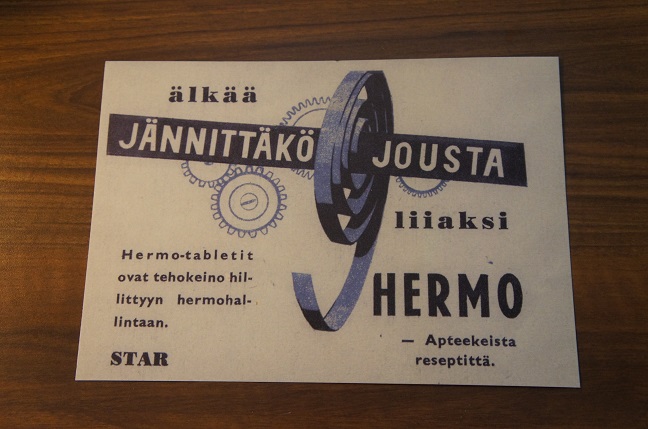 älkää
JÄNNITTÄKÖ JOUSTA
liiaksi
Hermo-tabletit
ovat tehokeino hil-
littyyn hermohal-
lintaan.
STAR
HERMO
— Apteekeista
reseptittä.